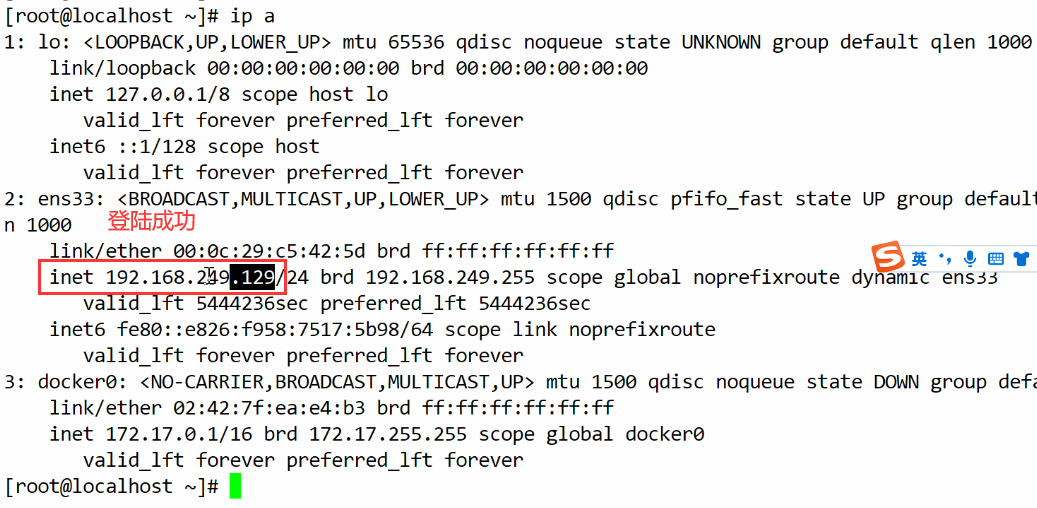 [root@localhost ~]# ip a
1: lo: <LOOPBACK,UP,LOWER_UP> mtu 65536 qdisc noqueue state UNKNOWN group default qlen 1000
link/loopback 00:00:00:00:00:00 brd 00:00:00:00:00:00
inet 127.0.0.1/8 scope host lo
valid_lft forever preferred_lft forever
inet6 ::1/128 scope host
valid_lft forever preferred_lft forever
2: ens33: <BROADCAST,MULTICAST,UP,LOWER_UP> mtu 1500 qdisc pfifo_fast state UP group default
n 1000 登陆成功
link/ether 00:0c:29:c5:42:5d brd ff:ff:ff:ff:ff:ff
inet 192.168.249.129/24 brd 192.168.249.255 scope global noprefixroute dynamic ens33
valid_lft 5444236sec preferred_lft 5444236sec
inet6 fe80::e826:f958:7517:5b98/64 scope link noprefixroute
valid_lft forever preferred_lft forever
3: docker0: <NO-CARRIER,BROADCAST,MULTICAST,UP> mtu 1500 qdisc noqueue state DOWN group defa
link/ether 02:42:7f:ea:e4:b3 brd ff:ff:ff:ff:ff:ff
inet 172.17.0.1/16 brd 172.17.255.255 scope global docker0
valid_lft forever preferred_lft forever
[root@localhost ~]#
S 英